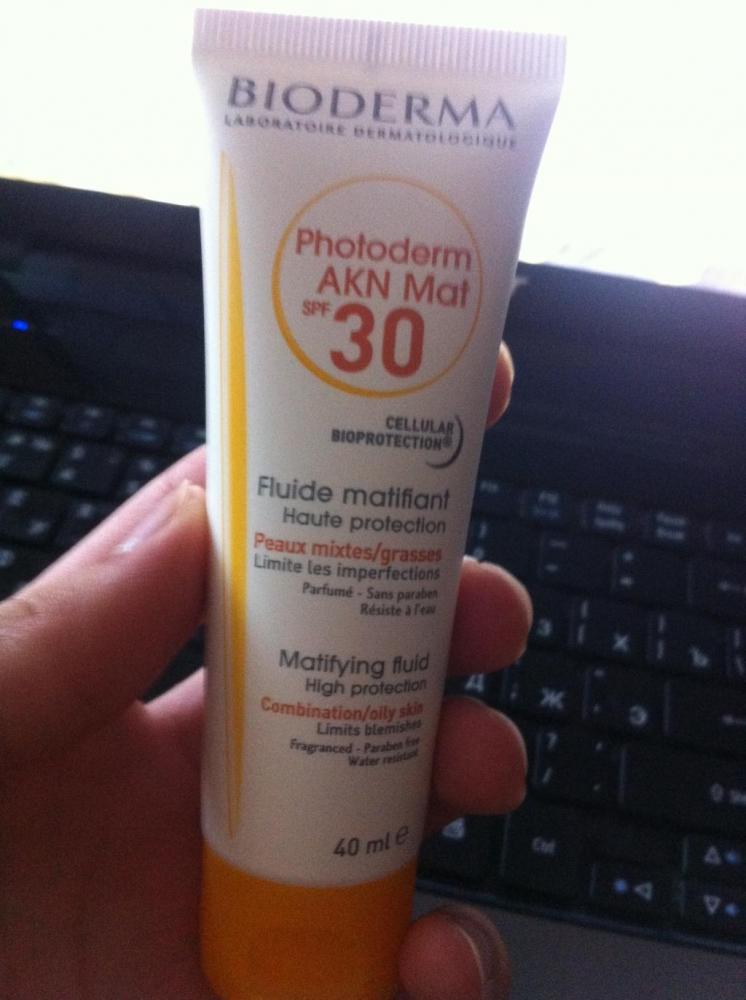 BIODERMA
LABORATOIRE DERMATOLOGIQUE
Photoderm
AKN Mat
SPF 30
CELLULAR
BIOPROTECTION®
Fluide matifiant
Haute protection
Peaux mixtes/grasses
Limite les imperfections
Parfumé - Sans paraben
Résiste à l'eau
Matifying fluid
High protection
Combination/oily skin
Limits blemishes
Fragranced - Paraben free
Water resistant
40 ml e
З
Х
Ъ
Д
Ж
Э
?
/
Ctrl